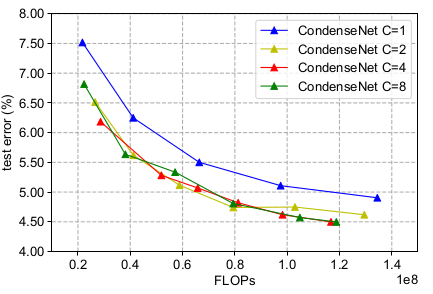 8.00
7.50
7.00
6.50
6.00
5.50
5.00
4.50
4.00
test error (%)
CondenseNet C=1
CondenseNet C=2
CondenseNet C=4
CondenseNet C=8
0.2 0.4 0.6 0.8 1.0 1.2 1.4
FLOPs
1e8